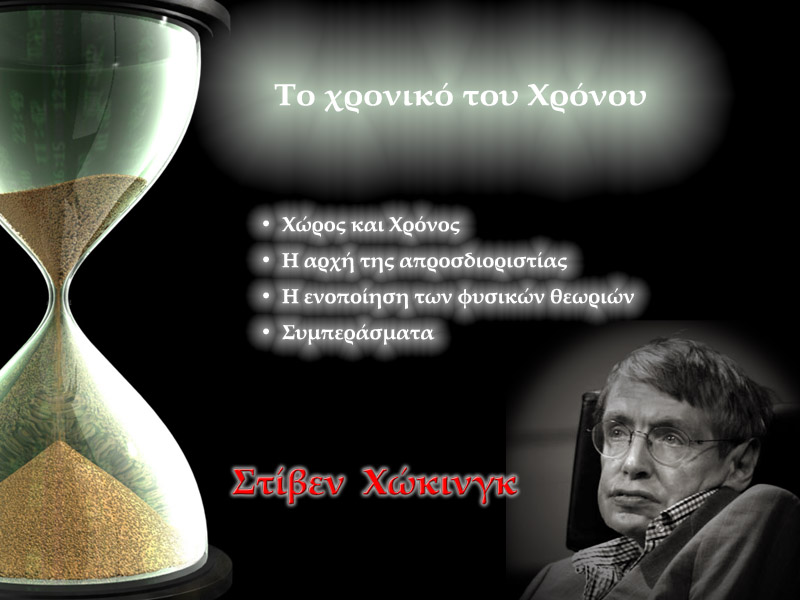 Το χρονικό του Χρόνου
• Χώρος και Χρόνος
• Η αρχή της απροσδιοριστίας
• Η ενοποίηση των φυσικών θεωριών
• Συμπεράσματα
Στίβεν Χώκινγκ